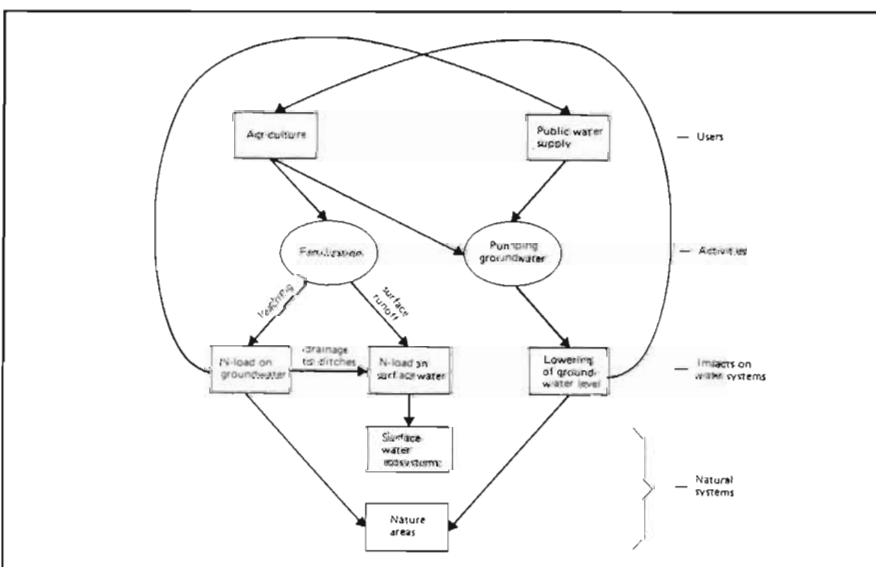 Agriculture
Public water
supply
— Users
Fertilization
Pumping
groundwater
— Activities
leaching
surface
runoff
N-load on
groundwater
drainage
to ditches
N-load on
surface water
Lowering
of ground-
water level
— Impacts on
water systems
Surface
water
ecosystems
— Natural
systems
Nature
areas